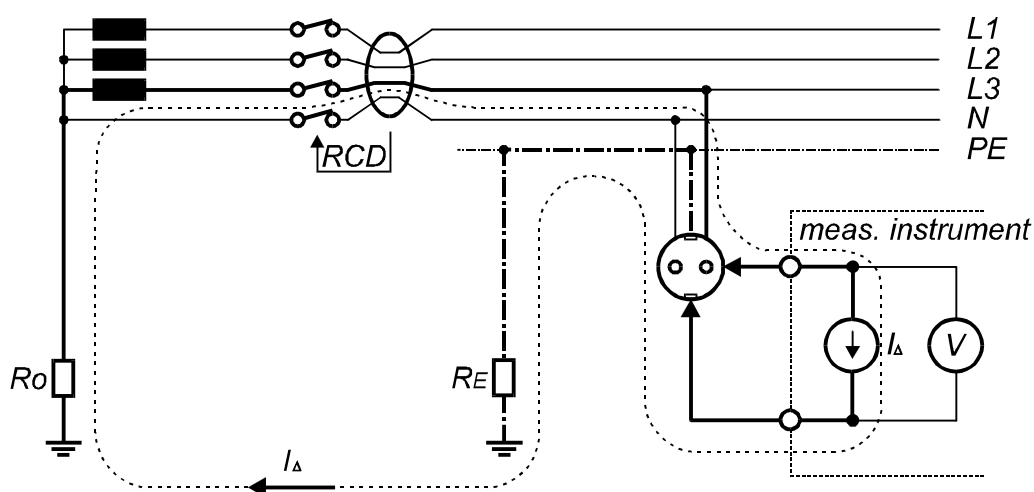 L1
L2
L3
N
PE
RCD
meas. instrument
IΔ
V
Ro
RE
IΔ